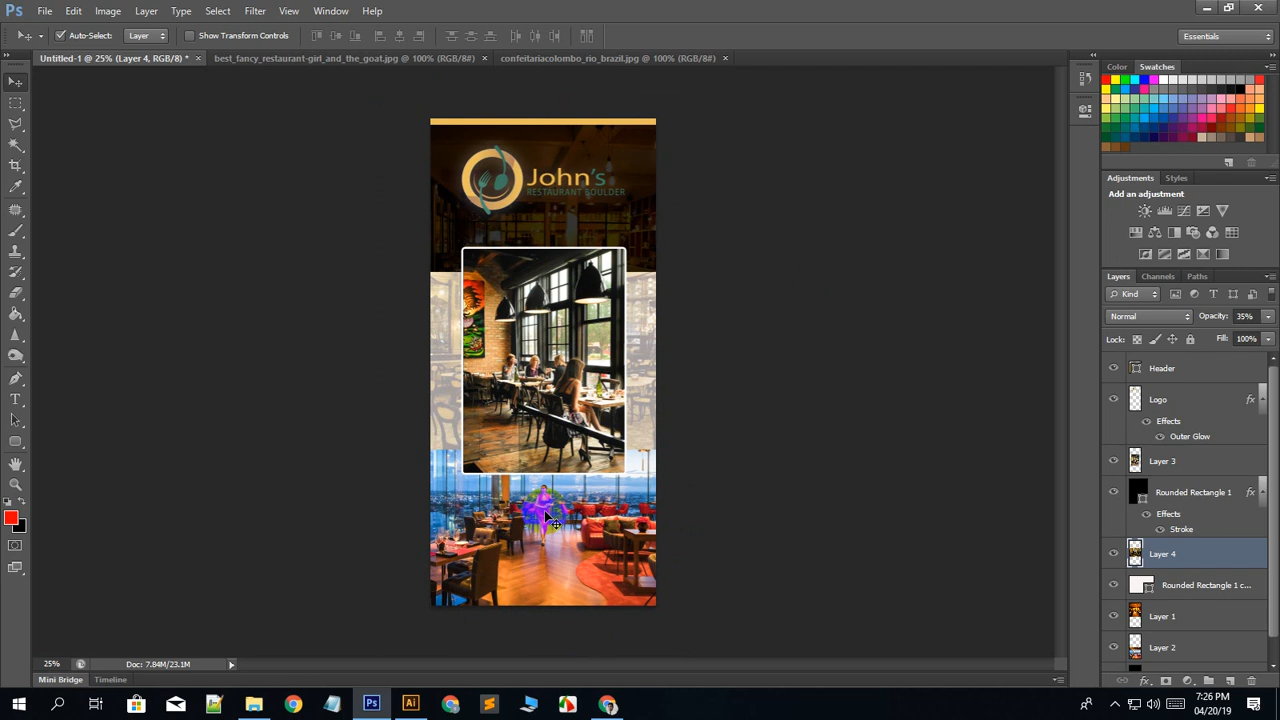 Ps File Edit Image Layer Type Select Filter View Window Help
Auto-Select: Layer Show Transform Controls Essentials
Untitled-1 @ 25% (Layer 4, RGB/8) * × best_fancy_restaurant-girl_and_the_goat.jpg @ 100% (RGB/8#) × confeitariacolombo_rio_brazil.jpg @ 100% (RGB/8#) ×
Color Swatches
John's
RESTAURANT BOULDER
Adjustments Styles
Add an adjustment
Layers Channels Paths
Kind
Normal Opacity: 35%
Lock: Fill: 100%
Header
Logo fx
Effects
Outer Glow
Layer 3
Rounded Rectangle 1 fx
Effects
Stroke
Layer 4
Rounded Rectangle 1 c...
Layer 1
Layer 2
25% Doc: 7.84M/23.1M
Mini Bridge Timeline
Ps Ai
7:26 PM
04/20/19